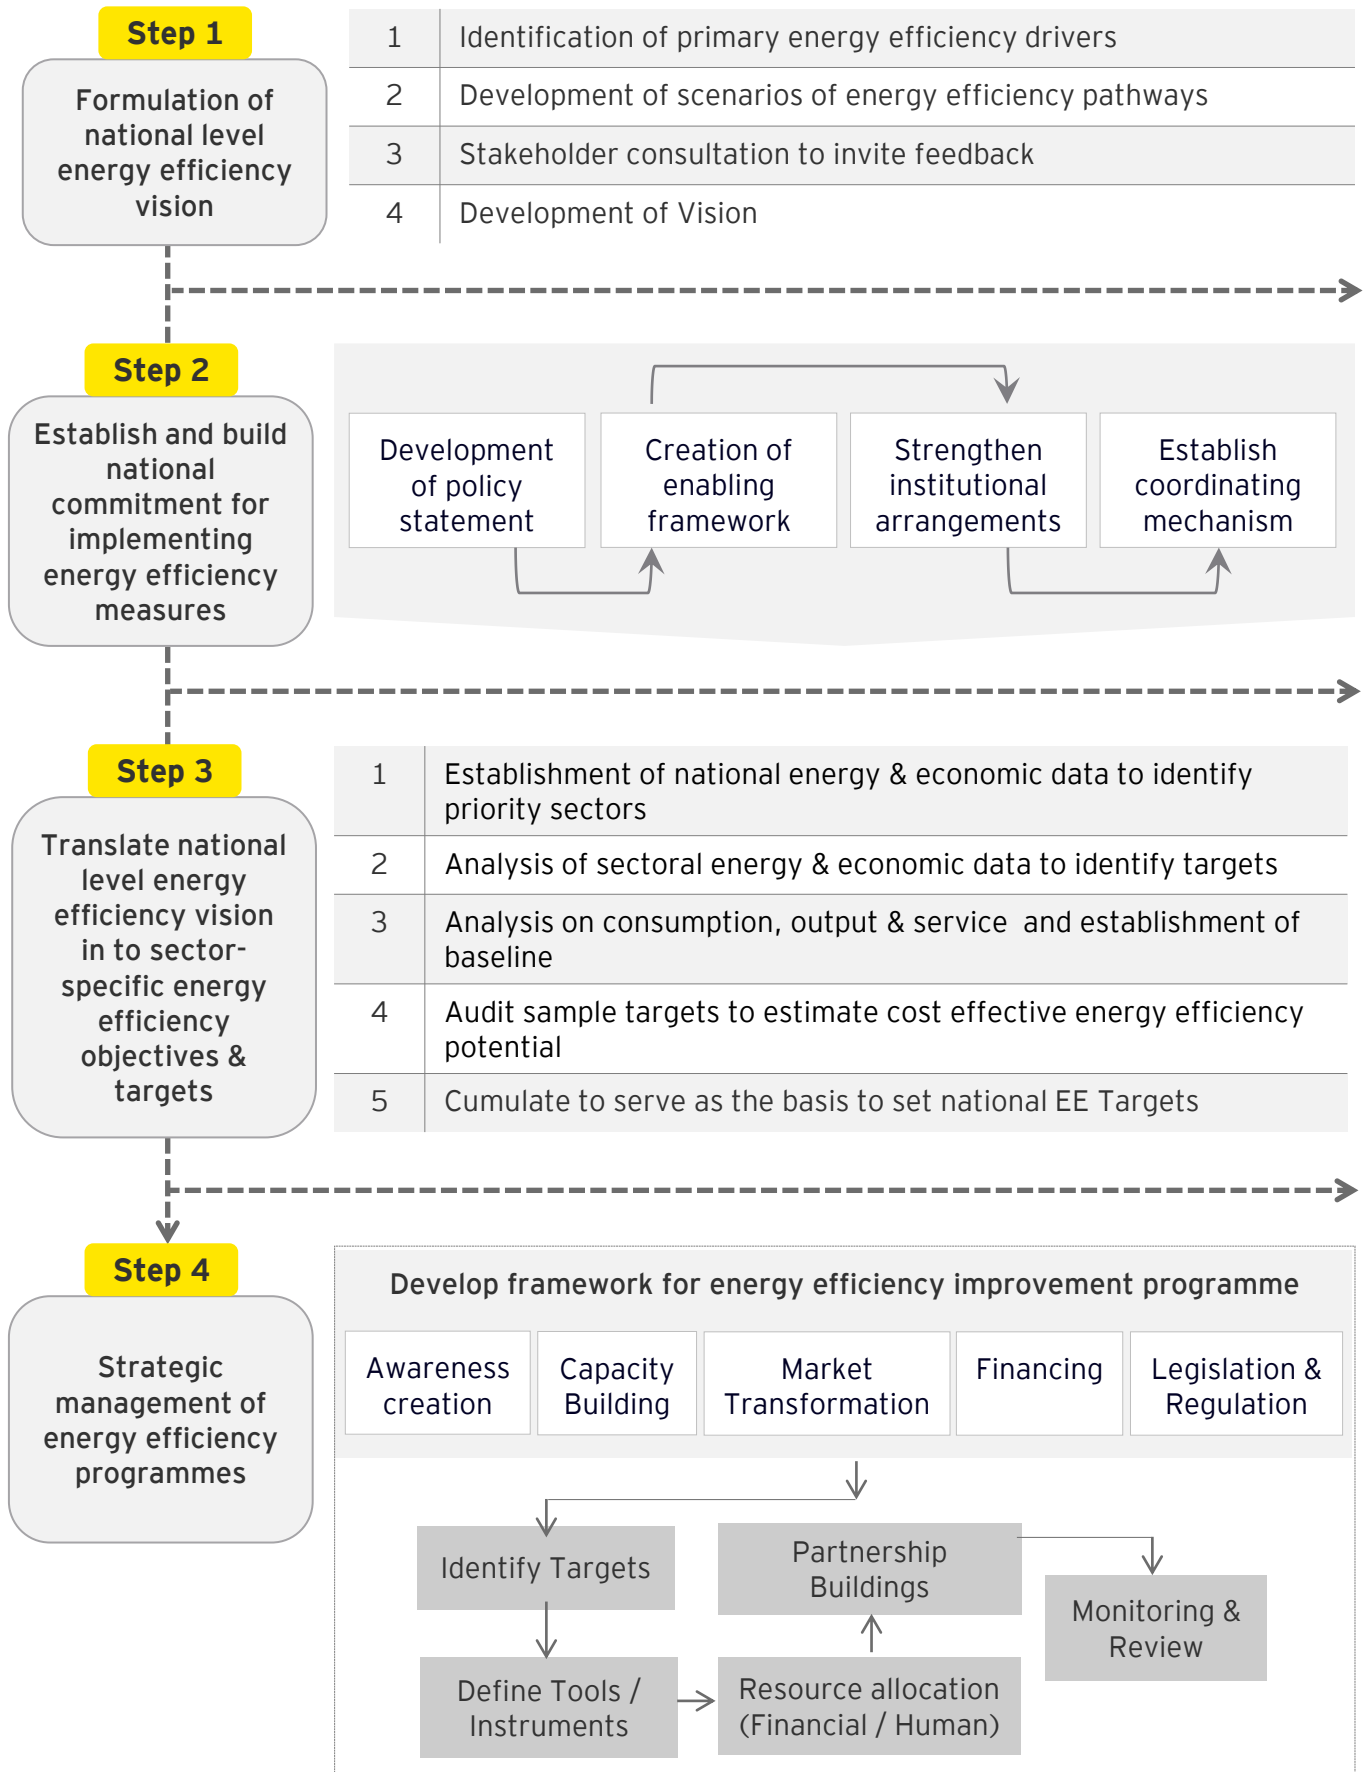 Step 1
Formulation of
national level
energy efficiency
vision
1 Identification of primary energy efficiency drivers
2 Development of scenarios of energy efficiency pathways
3 Stakeholder consultation to invite feedback
4 Development of Vision
Step 2
Establish and build
national
commitment for
implementing
energy efficiency
measures
Development
of policy
statement
Creation of
enabling
framework
Strengthen
institutional
arrangements
Establish
coordinating
mechanism
Step 3
Translate national
level energy
efficiency vision
in to sector-
specific energy
efficiency
objectives &
targets
1 Establishment of national energy & economic data to identify
priority sectors
2 Analysis of sectoral energy & economic data to identify targets
3 Analysis on consumption, output & service and establishment of
baseline
4 Audit sample targets to estimate cost effective energy efficiency
potential
5 Cumulate to serve as the basis to set national EE Targets
Step 4
Strategic
management of
energy efficiency
programmes
Develop framework for energy efficiency improvement programme
Awareness
creation
Capacity
Building
Market
Transformation
Financing
Legislation &
Regulation
Identify Targets
Define Tools /
Instruments
Resource allocation
(Financial / Human)
Partnership
Buildings
Monitoring &
Review